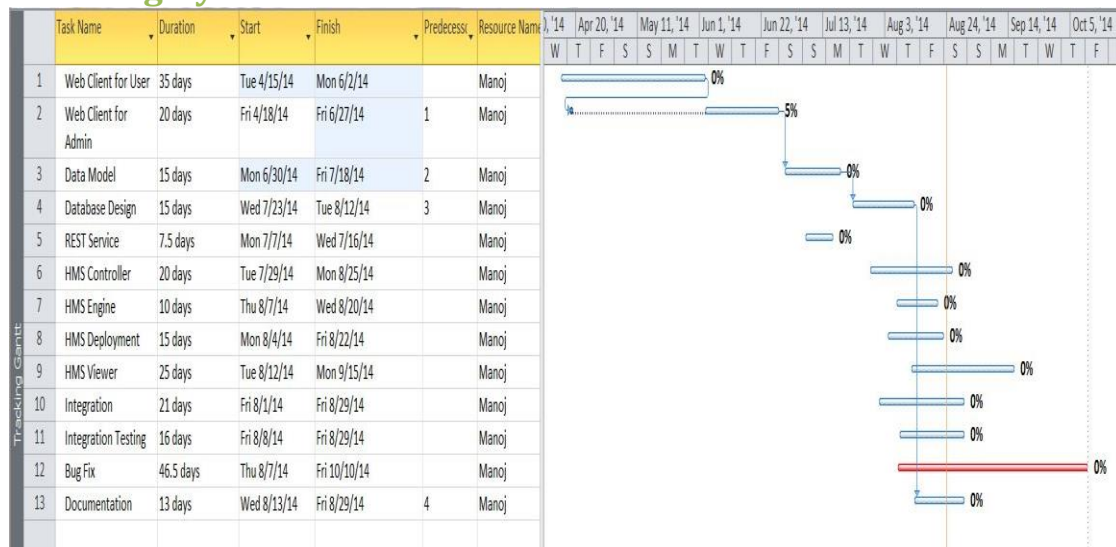 Task Name Duration Start Finish Predecessc Resource Name
, '14 Apr 20, '14 May 11, '14 Jun 1, '14 Jun 22, '14 Jul 13, '14 Aug 3, '14 Aug 24, '14 Sep 14, '14 Oct 5, '14
W T F S S M T W T F S S M T W T F S S M T W T F
1 Web Client for User 35 days Tue 4/15/14 Mon 6/2/14 Manoj 0%
2 Web Client for Admin 20 days Fri 4/18/14 Fri 6/27/14 1 Manoj 5%
3 Data Model 15 days Mon 6/30/14 Fri 7/18/14 2 Manoj 0%
4 Database Design 15 days Wed 7/23/14 Tue 8/12/14 3 Manoj 0%
5 REST Service 7.5 days Mon 7/7/14 Wed 7/16/14 Manoj 0%
6 HMS Controller 20 days Tue 7/29/14 Mon 8/25/14 Manoj 0%
7 HMS Engine 10 days Thu 8/7/14 Wed 8/20/14 Manoj 0%
8 HMS Deployment 15 days Mon 8/4/14 Fri 8/22/14 Manoj 0%
9 HMS Viewer 25 days Tue 8/12/14 Mon 9/15/14 Manoj 0%
10 Integration 21 days Fri 8/1/14 Fri 8/29/14 Manoj 0%
11 Integration Testing 16 days Fri 8/8/14 Fri 8/29/14 Manoj 0%
12 Bug Fix 46.5 days Thu 8/7/14 Fri 10/10/14 Manoj 0%
13 Documentation 13 days Wed 8/13/14 Fri 8/29/14 4 Manoj 0%
Tracking Gantt